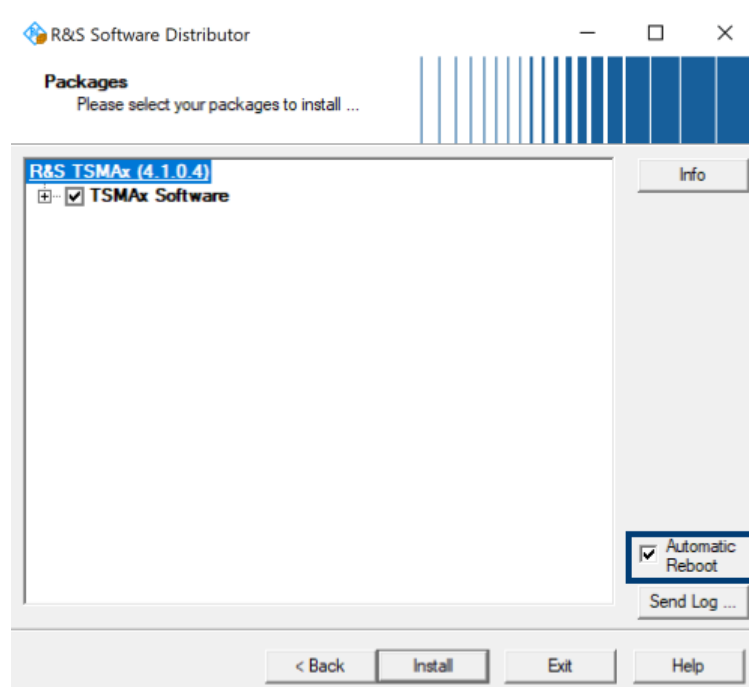 R&S Software Distributor
Packages
Please select your packages to install ...
R&S TSMAx (4.1.0.4)
TSMAx Software
Info
Automatic
Reboot
Send Log ...
< Back
Install
Exit
Help